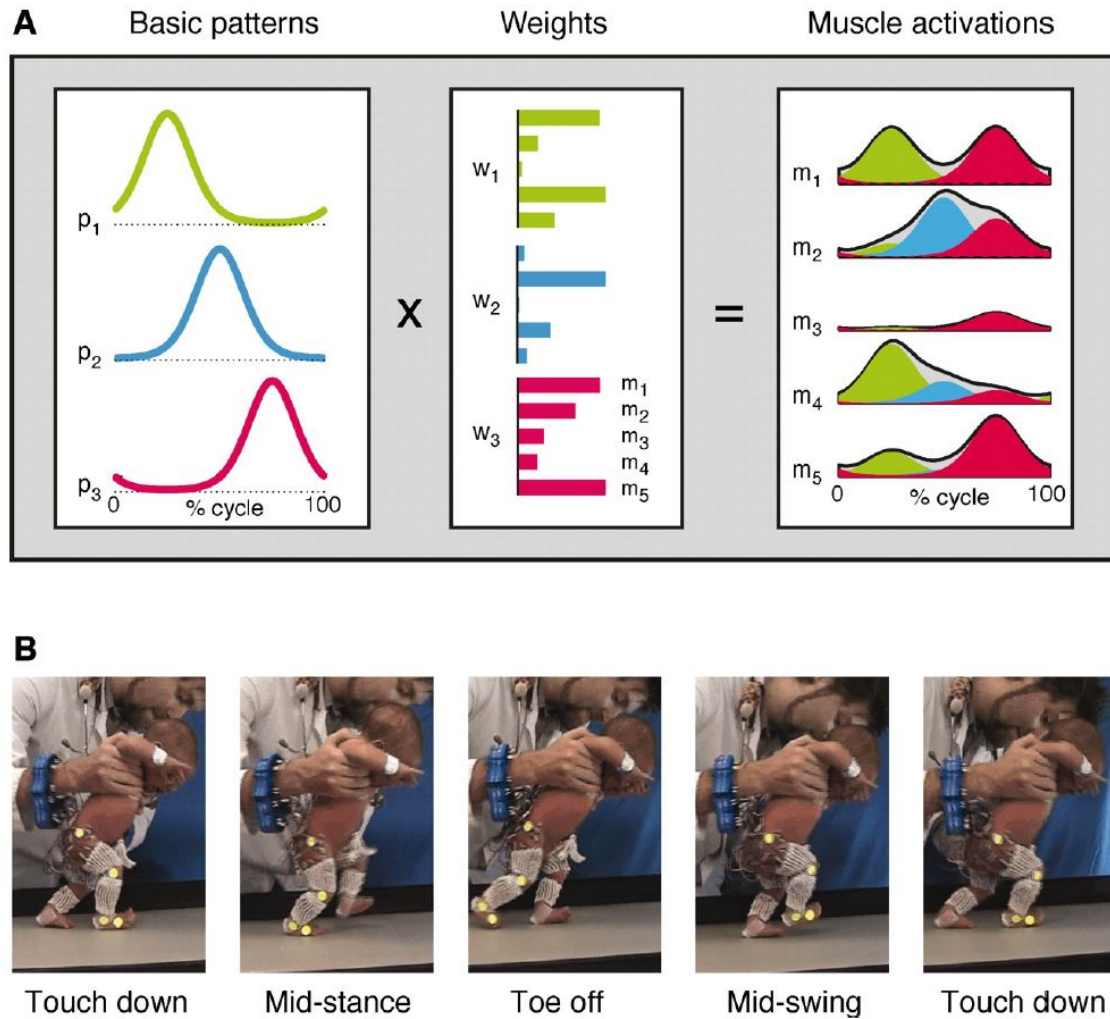 A
Basic patterns Weights Muscle activations
p1
p2
p3
0 % cycle 100
x
w1
w2
w3
m1
m2
m3
m4
m5
=
m1
m2
m3
m4
m5
0 % cycle 100
B
Touch down Mid-stance Toe off Mid-swing Touch down